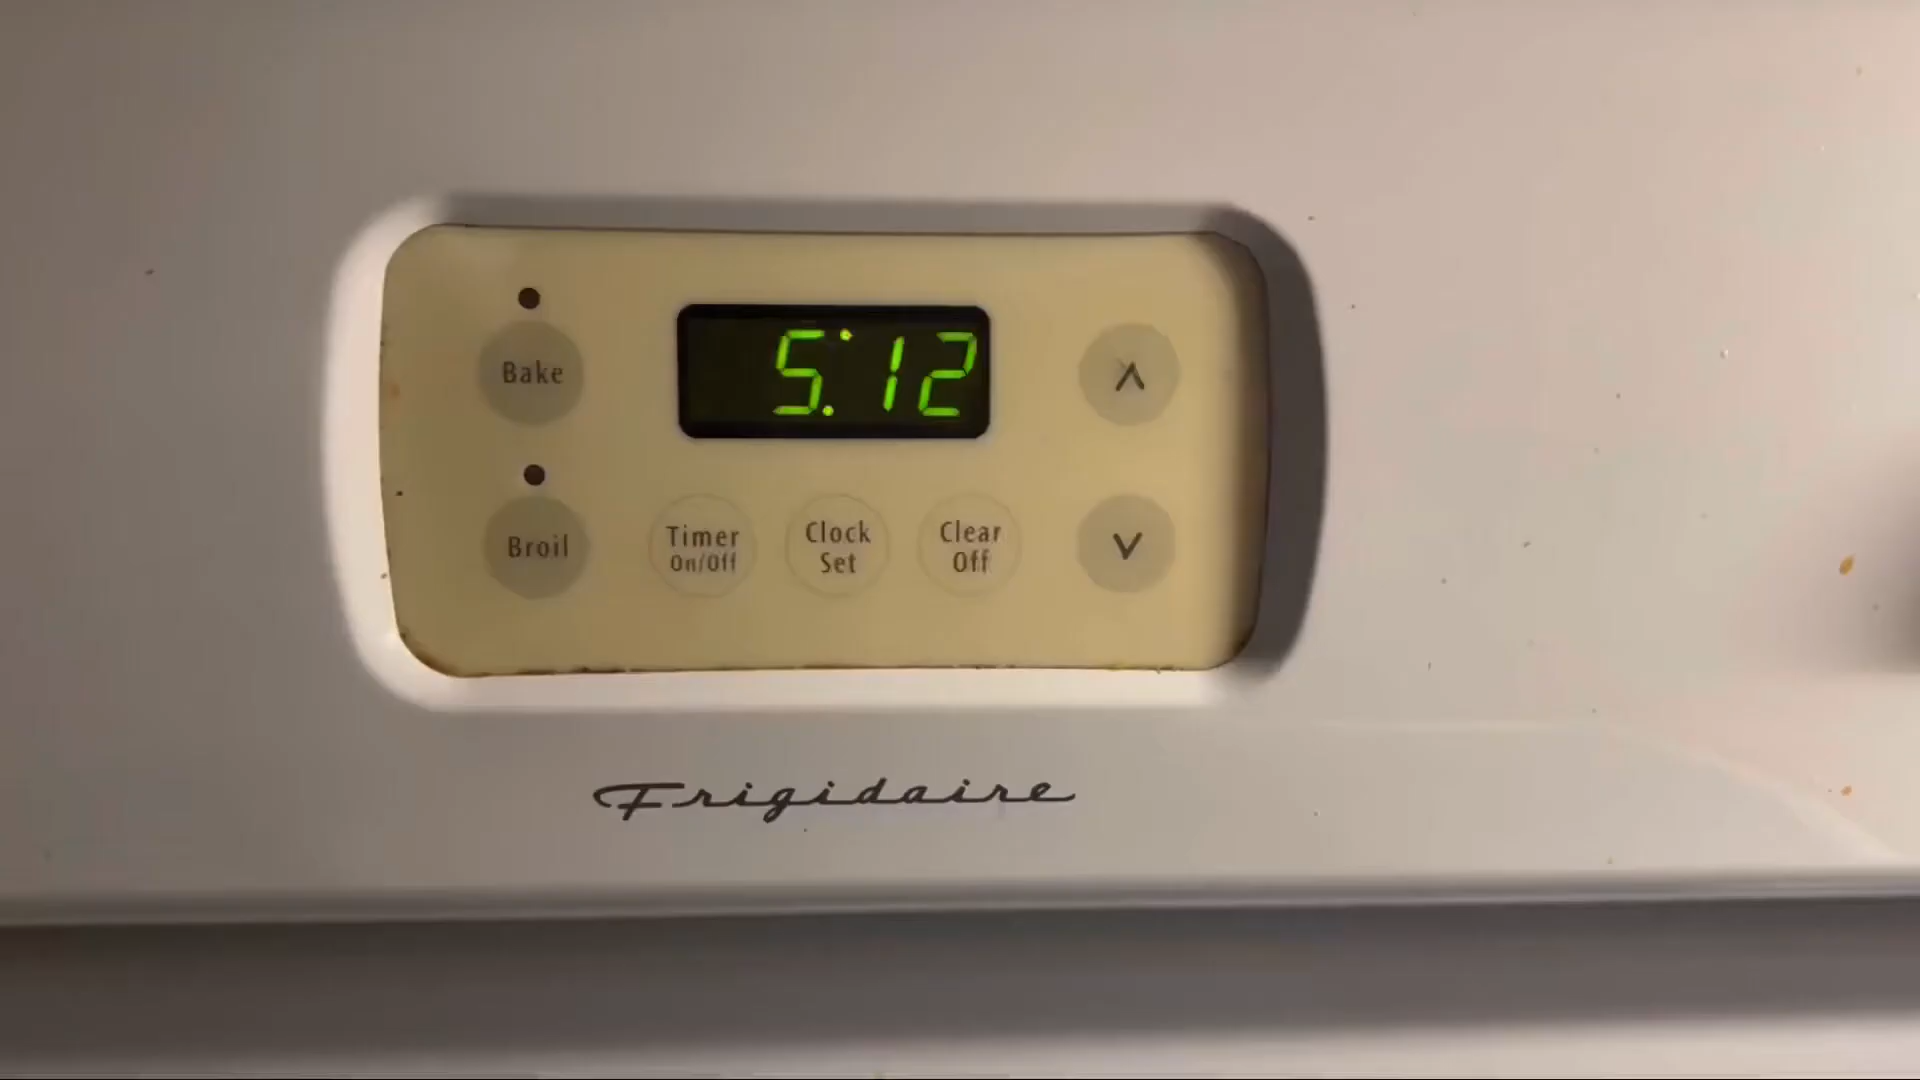 5:12
Bake
Broil
Timer
On/Off
Clock
Set
Clear
Off
Frigidaire